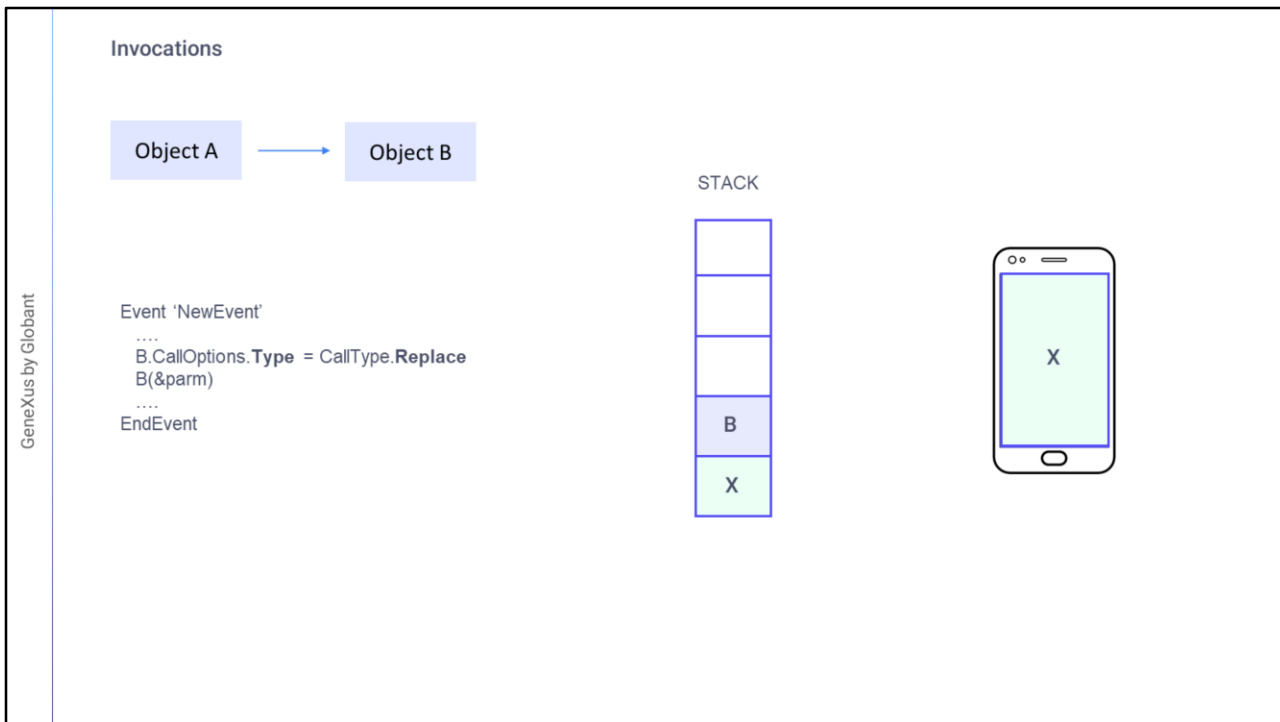 Invocations
Object A
Object B
STACK
Event ‘NewEvent’
....
B.CallOptions.Type = CallType.Replace
B(&parm)
....
EndEvent
B
X
X
GeneXus by Globant